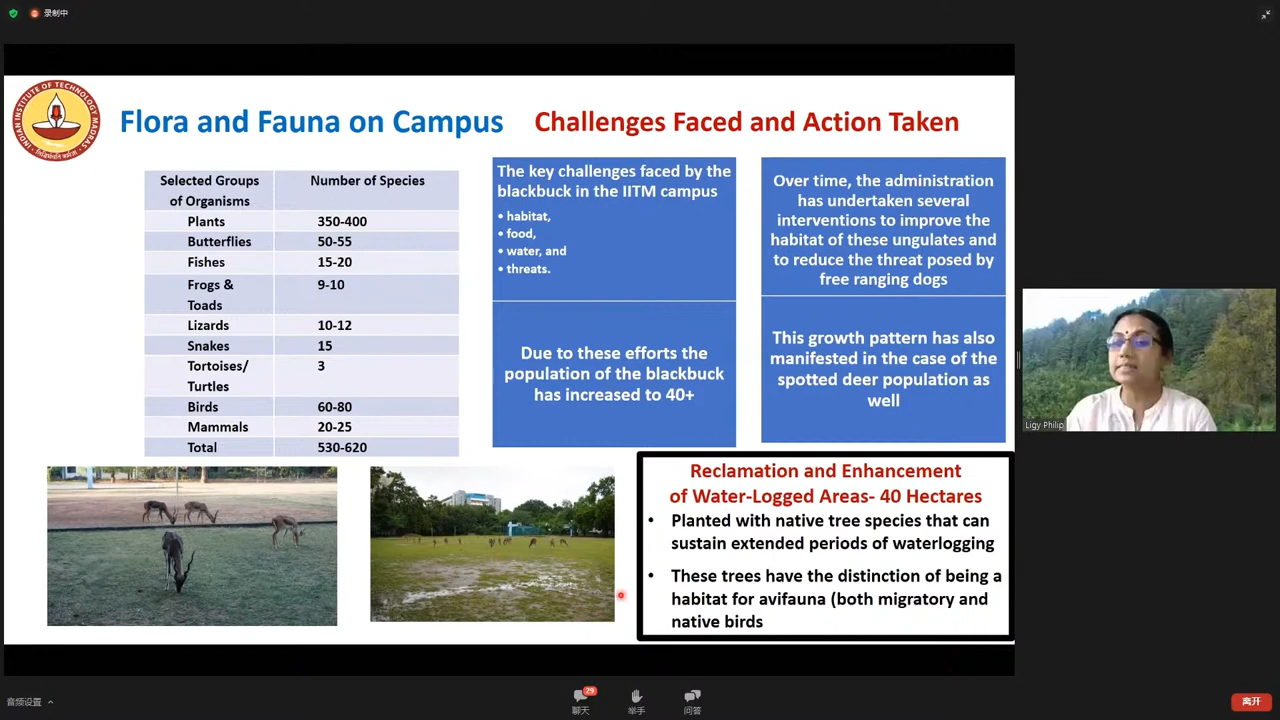 录制中
INDIAN INSTITUTE OF TECHNOLOGY MADRAS
Flora and Fauna on Campus
Challenges Faced and Action Taken
Selected Groups
of Organisms
Number of Species
Plants
350-400
Butterflies
50-55
Fishes
15-20
Frogs &
Toads
9-10
Lizards
10-12
Snakes
15
Tortoises/
Turtles
3
Birds
60-80
Mammals
20-25
Total
530-620
The key challenges faced by the
blackbuck in the IITM campus
• habitat,
• food,
• water, and
• threats.
Due to these efforts the
population of the blackbuck
has increased to 40+
Over time, the administration
has undertaken several
interventions to improve the
habitat of these ungulates and
to reduce the threat posed by
free ranging dogs
This growth pattern has also
manifested in the case of the
spotted deer population as
well
Reclamation and Enhancement
of Water-Logged Areas- 40 Hectares
• Planted with native tree species that can
sustain extended periods of waterlogging
• These trees have the distinction of being a
habitat for avifauna (both migratory and
native birds
Ligy Philip
音频设置
29
聊天
举手
问答
离开